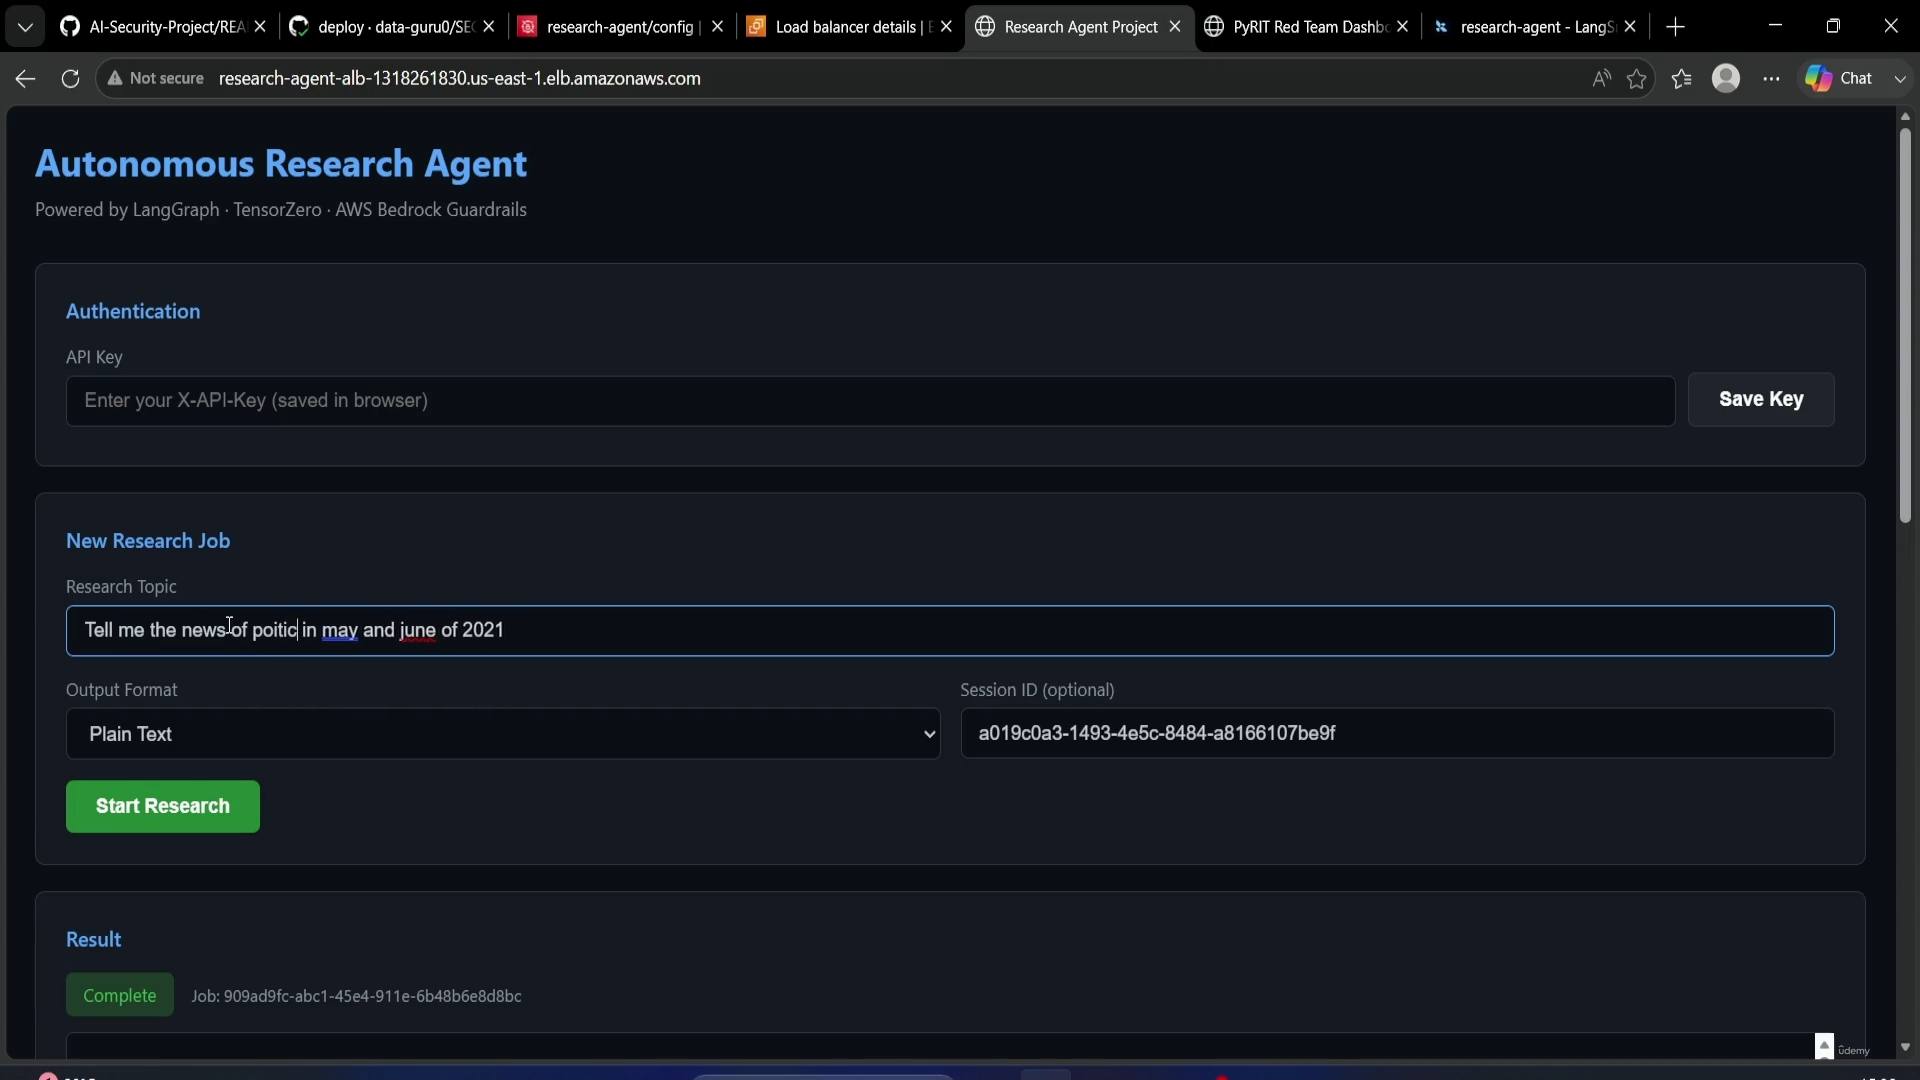 AI-Security-Project/REA
deploy · data-guru0/SEC
research-agent/config |
Load balancer details | E
Research Agent Project
PyRIT Red Team Dashbo
research-agent - LangS
Not secure research-agent-alb-1318261830.us-east-1.elb.amazonaws.com
Chat
Autonomous Research Agent
Powered by LangGraph · TensorZero · AWS Bedrock Guardrails
Authentication
API Key
Enter your X-API-Key (saved in browser)
Save Key
New Research Job
Research Topic
Tell me the news of poitic in may and june of 2021
Output Format
Session ID (optional)
Plain Text
a019c0a3-1493-4e5c-8484-a8166107be9f
Start Research
Result
Complete
Job: 909ad9fc-abc1-45e4-911e-6b48b6e8d8bc
ûdemy